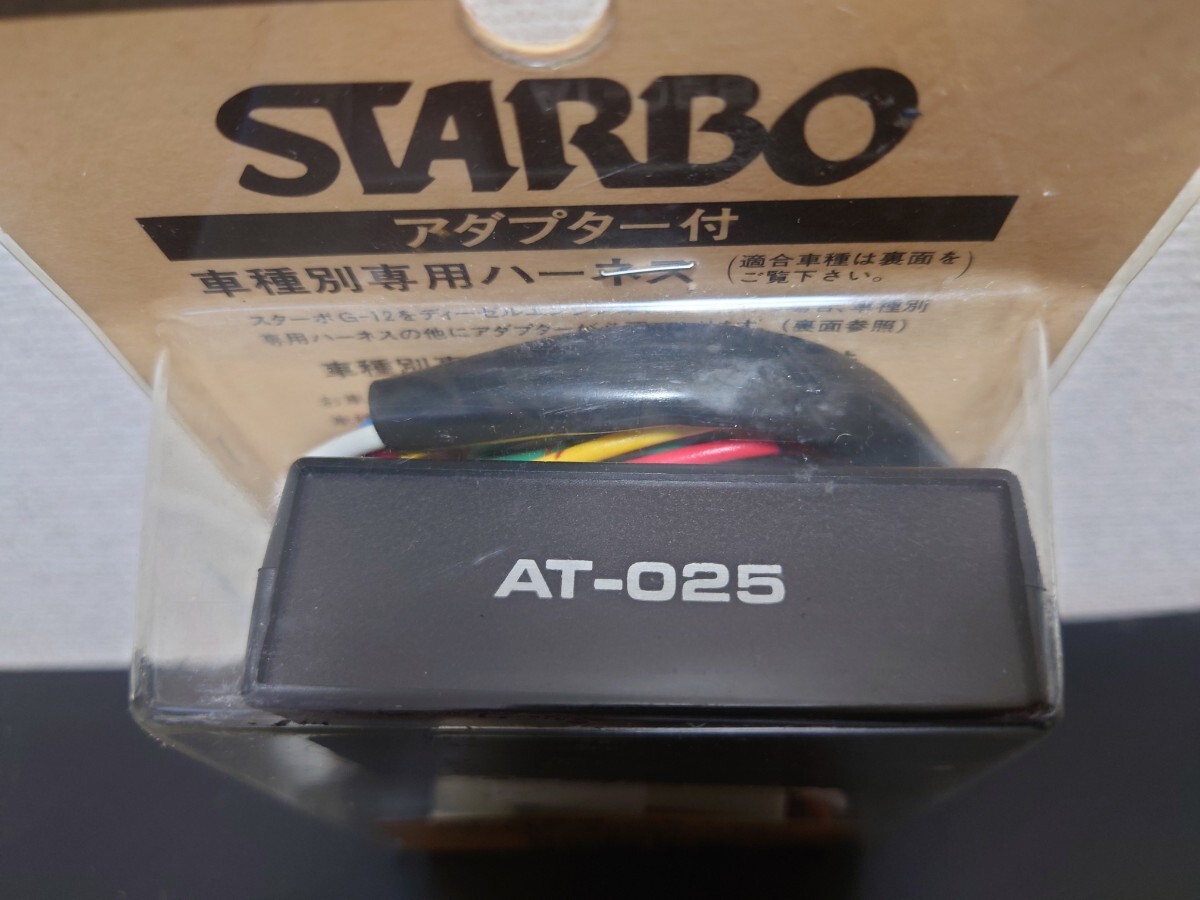 STARBO
アダプター付
車種別専用ハーネス
(適合車種は裏面を
ご覧下さい。)
スターボG-12をディーゼルエン 車種別
専用ハーネスの他にアダプター (裏面参照)
車種別専
AT-025